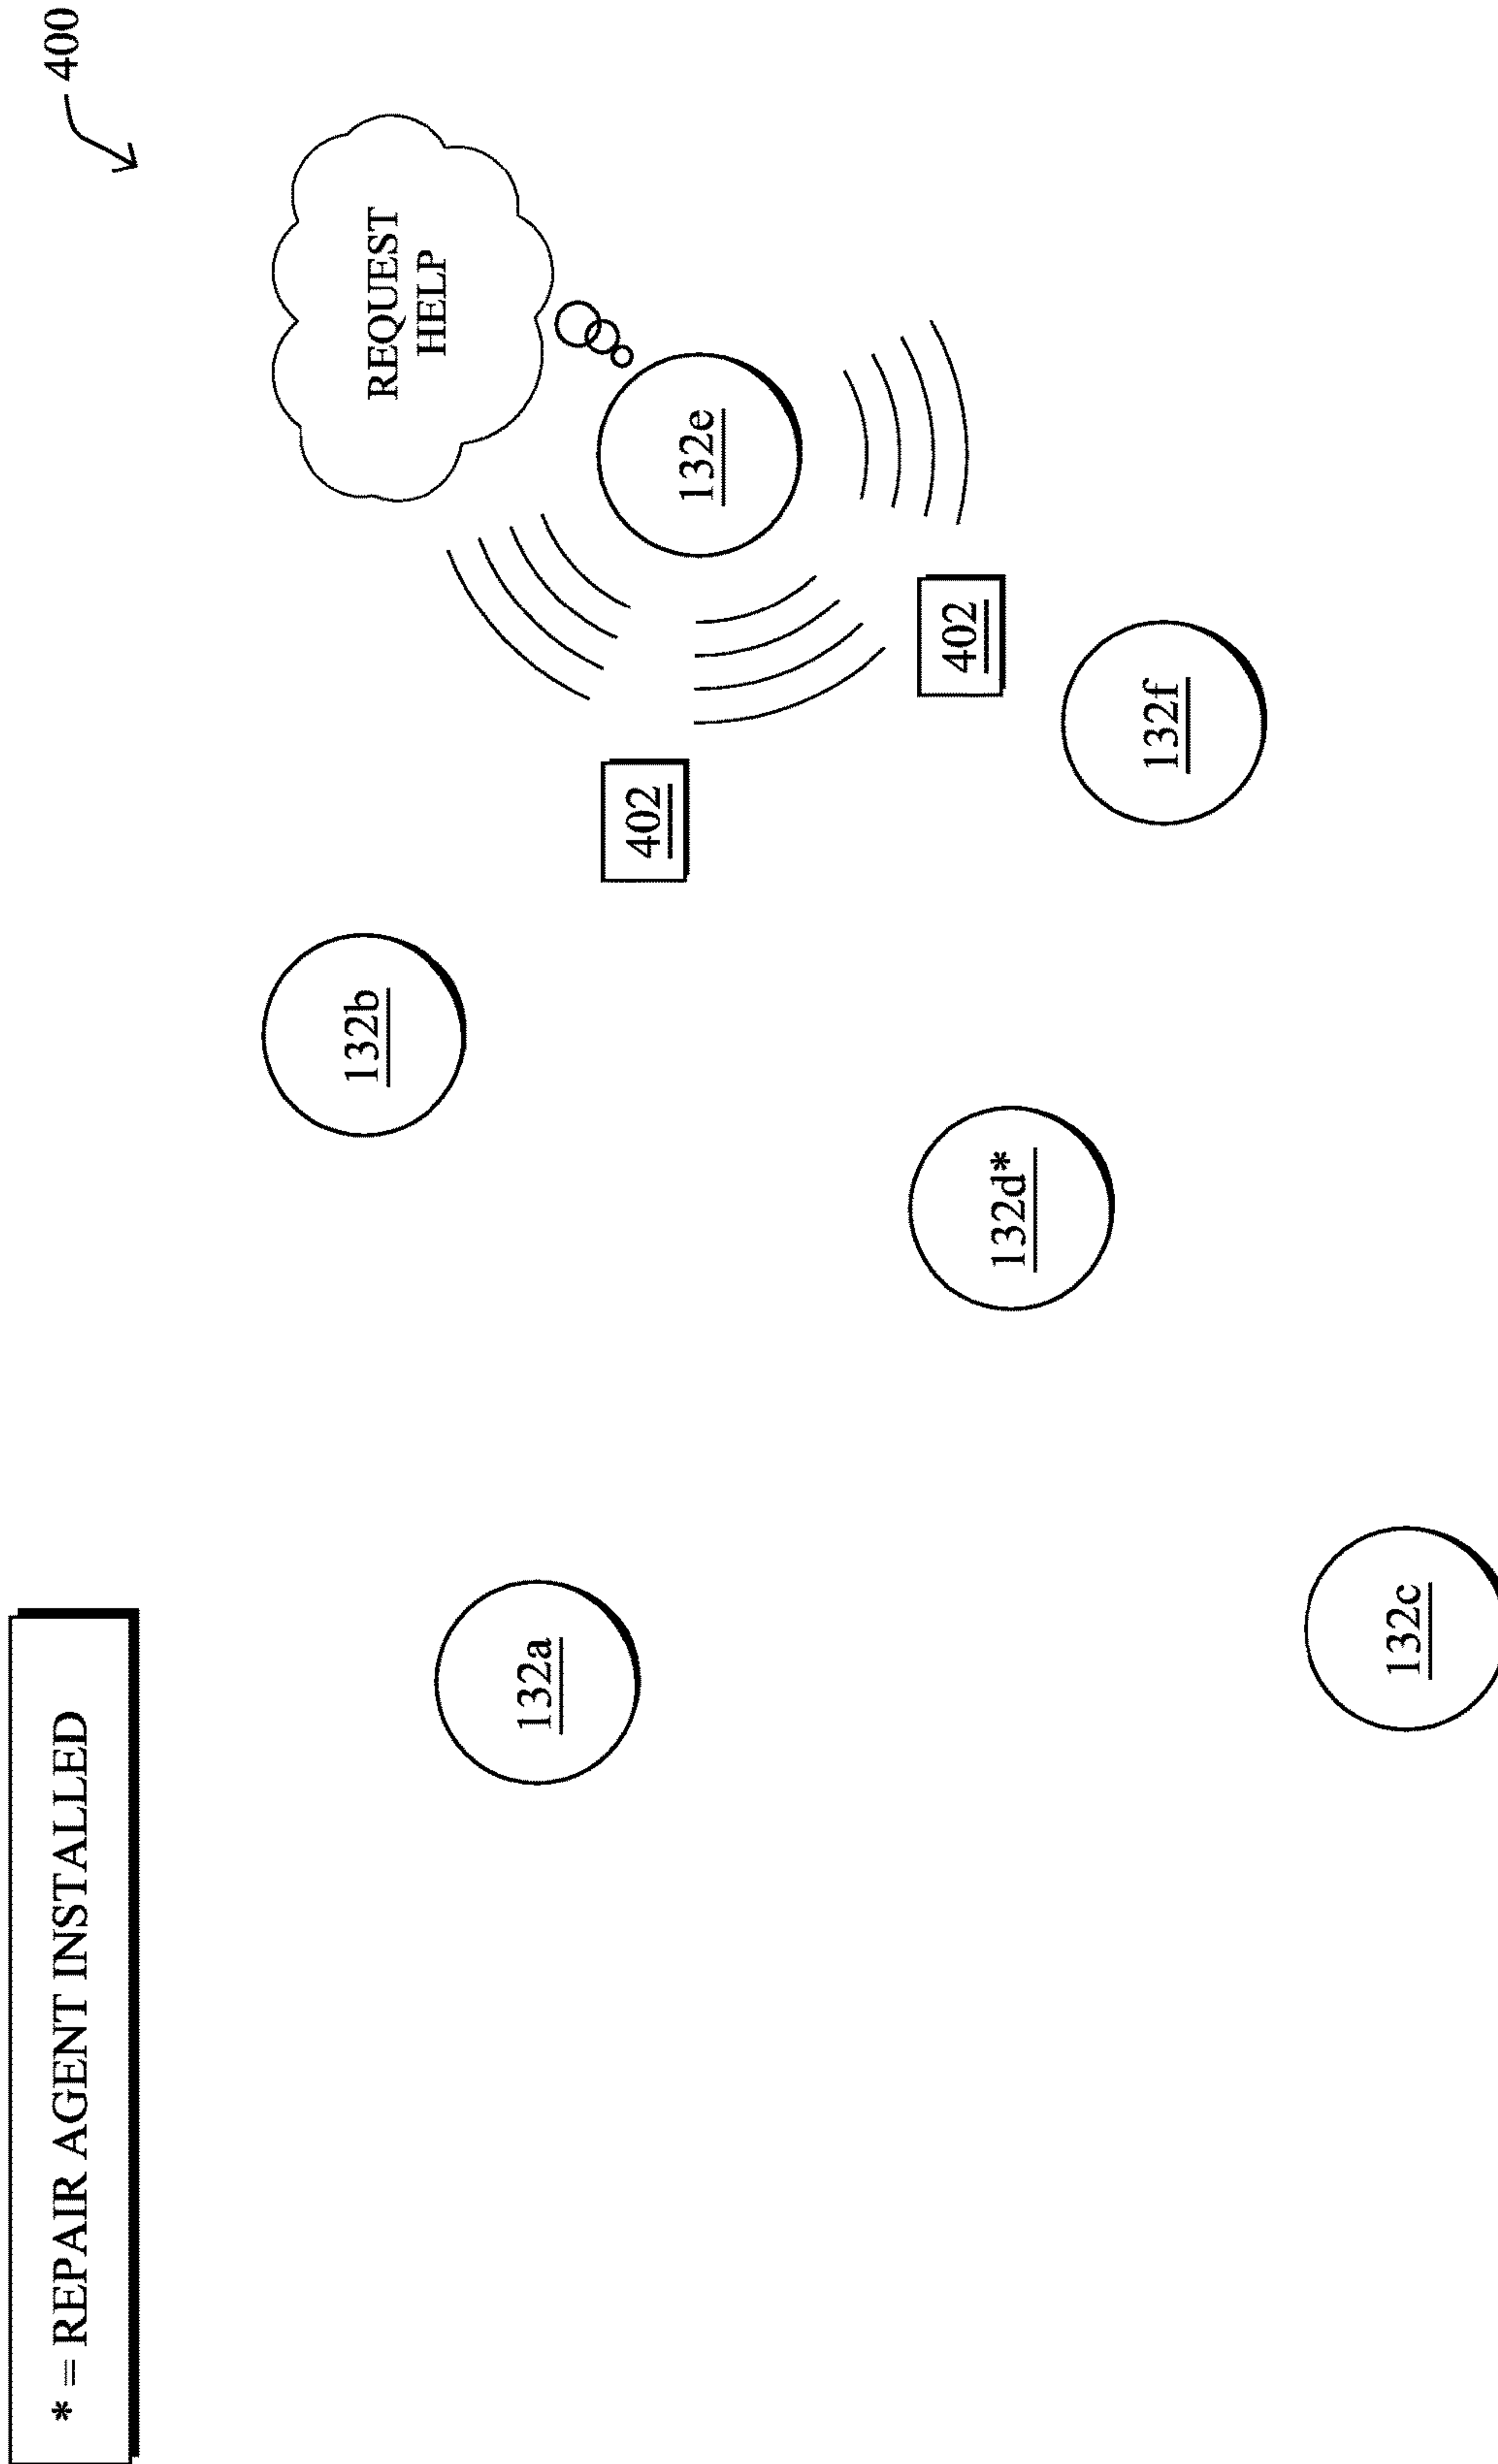 400
* = REPAIR AGENT INSTALLED
REQUEST
HELP
132b
132a
402
132e
402
132d*
132f
132c